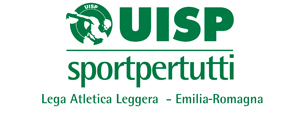 UISP
sportpertutti
Lega Atletica Leggera - Emilia-Romagna